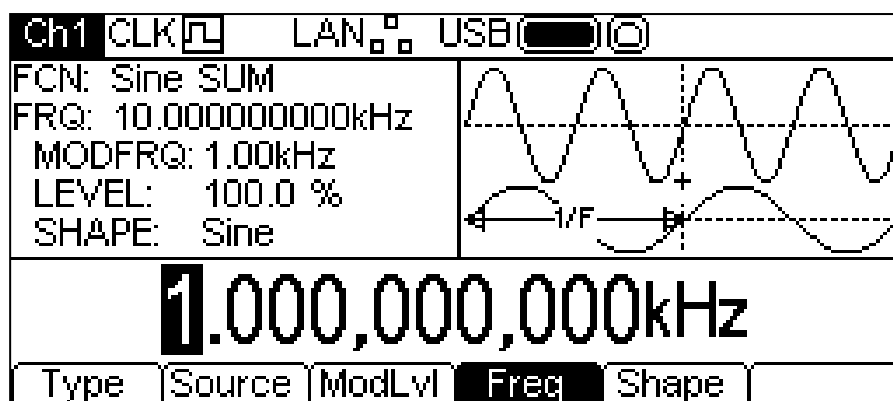 Ch1 CLK LAN USB
FCN: Sine SUM
FRQ: 10.000000000kHz
MODFRQ: 1.00kHz
LEVEL: 100.0 %
SHAPE: Sine
1/F
1.000,000,000kHz
Type Source ModLvl Freq Shape